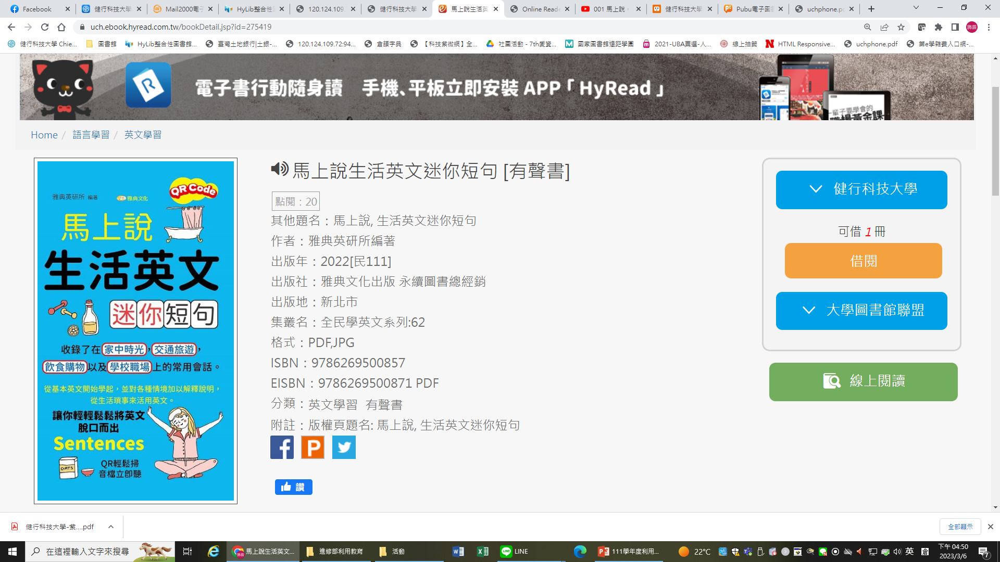 Facebook
健行科技大學
Mail2000電子
HyLib整合性
120.124.109.
健行科技大學
馬上說生活英
Online Reade
001 馬上說，
健行科技大學
Pubu電子圖書
uchphone.pd
uch.ebook.hyread.com.tw/bookDetail.jsp?id=275419
健行科技大學 Chie...
圖書館
HyLib整合性圖書館...
臺灣土地銀行|土銀-...
120.124.109.72:94...
倉頡字典
【科技紫微網】全...
社團活動 - 7th愛資...
國家圖書館遠距學園
2021-UBA票選-人...
線上抽籤
HTML Responsive...
uchphone.pdf
第e學雜費入口網-...
電子書行動隨身讀 手機、平板立即安裝 APP「HyRead」
一輩子要學會的
職場黃金課
Home / 語言學習 / 英文學習
雅典英研所 編著
雅典文化
QR Code
馬上說
生活英文
迷你短句
收錄了在家中時光，交通旅遊，
飲食購物以及學校職場上的常用會話。
從基本英文開始學起，並對各種情境加以解釋說明，
從生活瑣事來活用英文。
讓你輕輕鬆鬆將英文
脫口而出
Sentences
OATS
QR輕鬆掃
音檔立即聽
馬上說生活英文迷你短句 [有聲書]
點閱：20
其他題名：馬上說, 生活英文迷你短句
作者：雅典英研所編著
出版年：2022[民111]
出版社：雅典文化出版 永續圖書總經銷
出版地：新北市
集叢名：全民學英文系列:62
格式：PDF,JPG
ISBN：9786269500857
EISBN：9786269500871 PDF
分類：英文學習 有聲書
附註：版權頁題名: 馬上說, 生活英文迷你短句
讚
健行科技大學
可借 1 冊
借閱
大學圖書館聯盟
線上閱讀
健行科技大學-紫....pdf
全部顯示
在這裡輸入文字來搜尋
馬上說生活英文...
進修部利用教育
活動
LINE
111學年度利用...
22°C
英
下午 04:50
2023/3/6
7